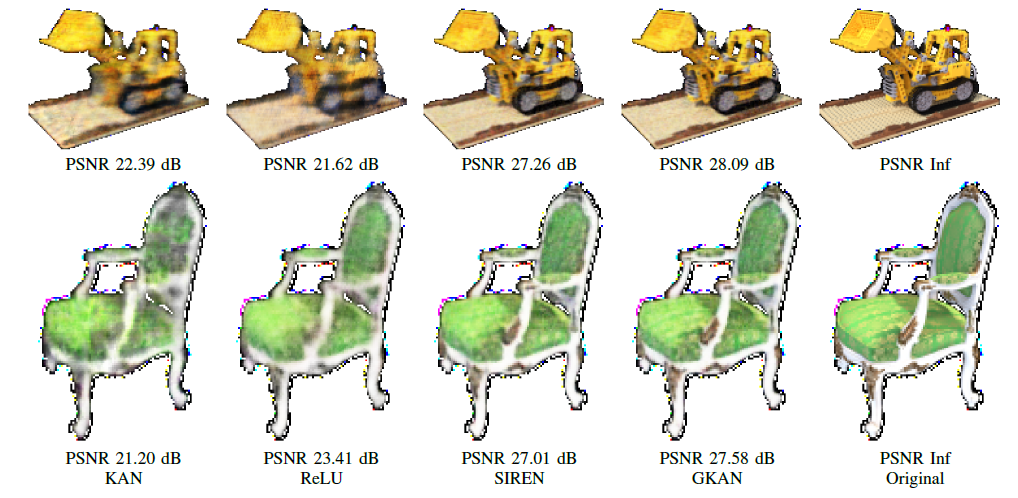 PSNR 22.39 dB PSNR 21.62 dB PSNR 27.26 dB PSNR 28.09 dB PSNR Inf
PSNR 21.20 dB PSNR 23.41 dB PSNR 27.01 dB PSNR 27.58 dB PSNR Inf
KAN ReLU SIREN GKAN Original